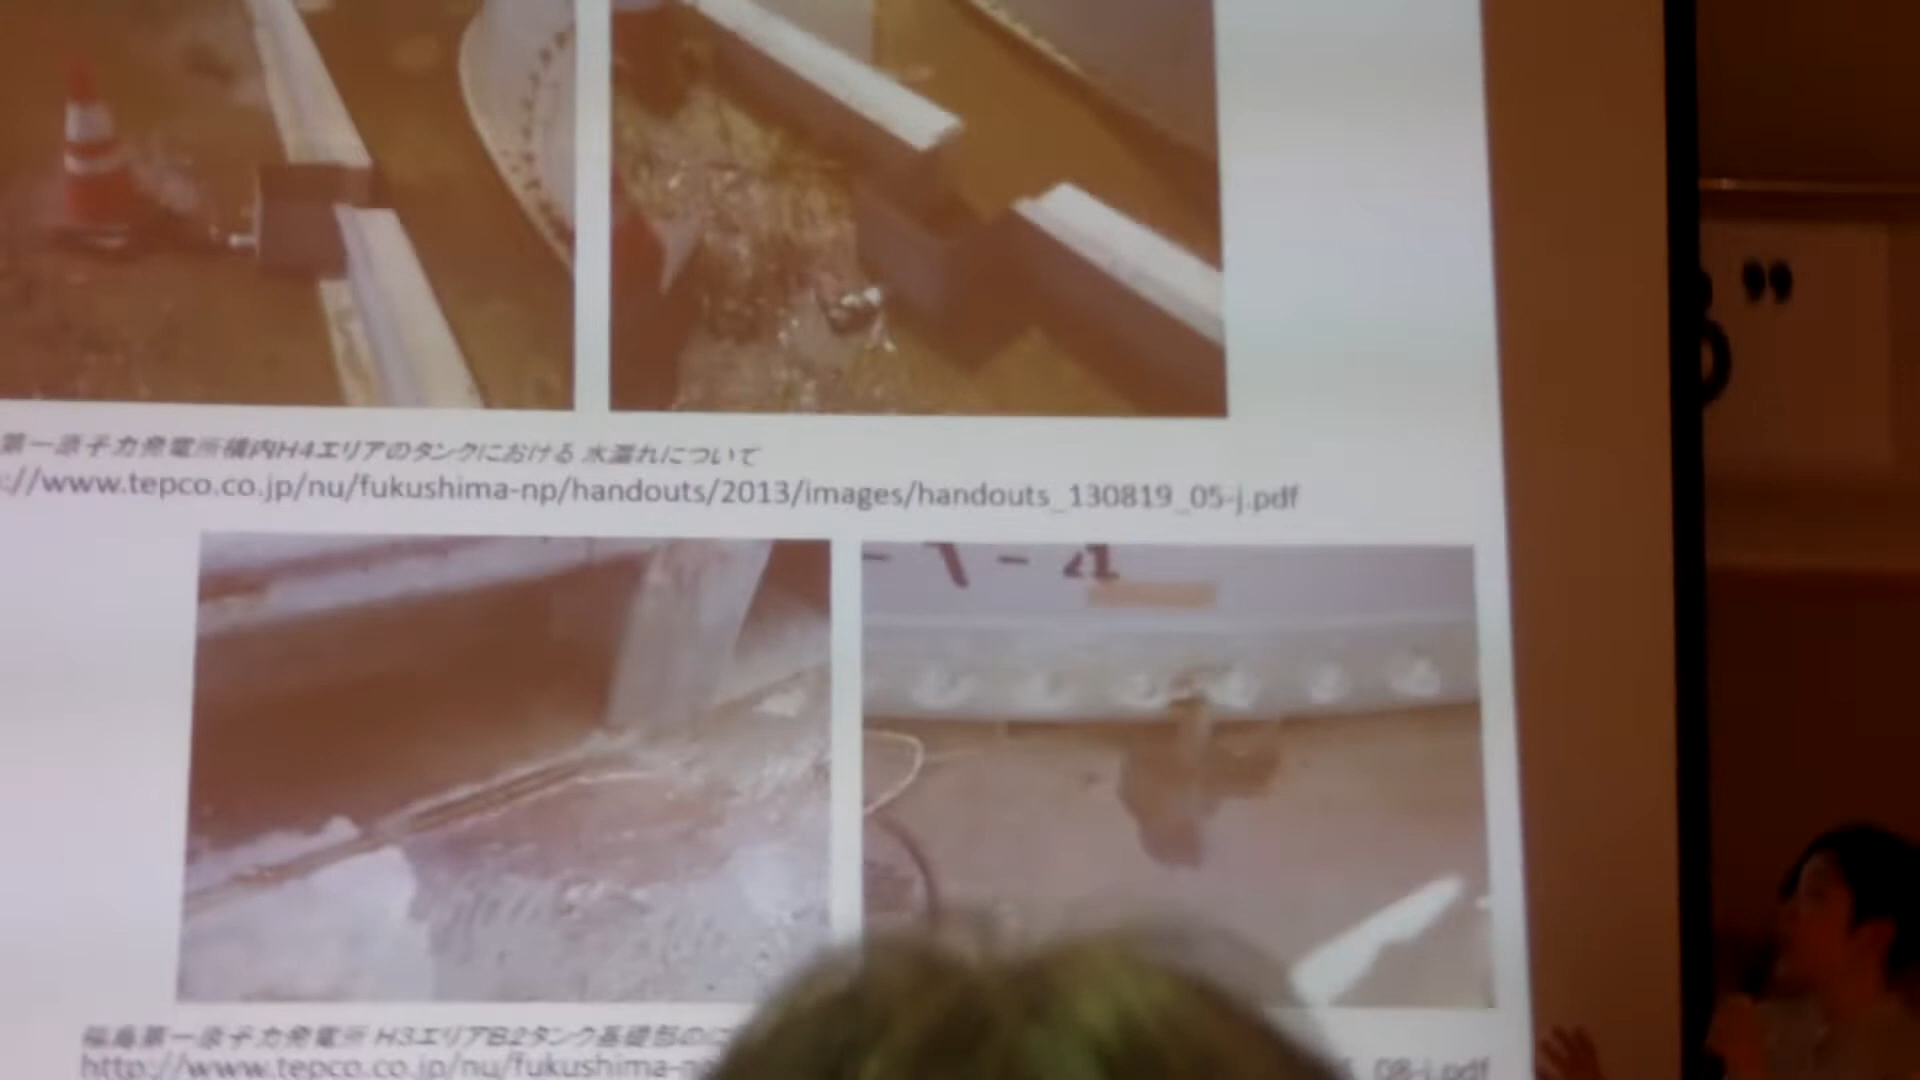 第一原子力発電所構内H4エリアのタンクにおける 水漏れについて
://www.tepco.co.jp/nu/fukushima-np/handouts/2013/images/handouts_130819_05-j.pdf
福島第一原子力発電所 H3エリアB2タンク基礎部のに
http://www.tepco.co.jp/nu/fukushima-np 08-j.pdf